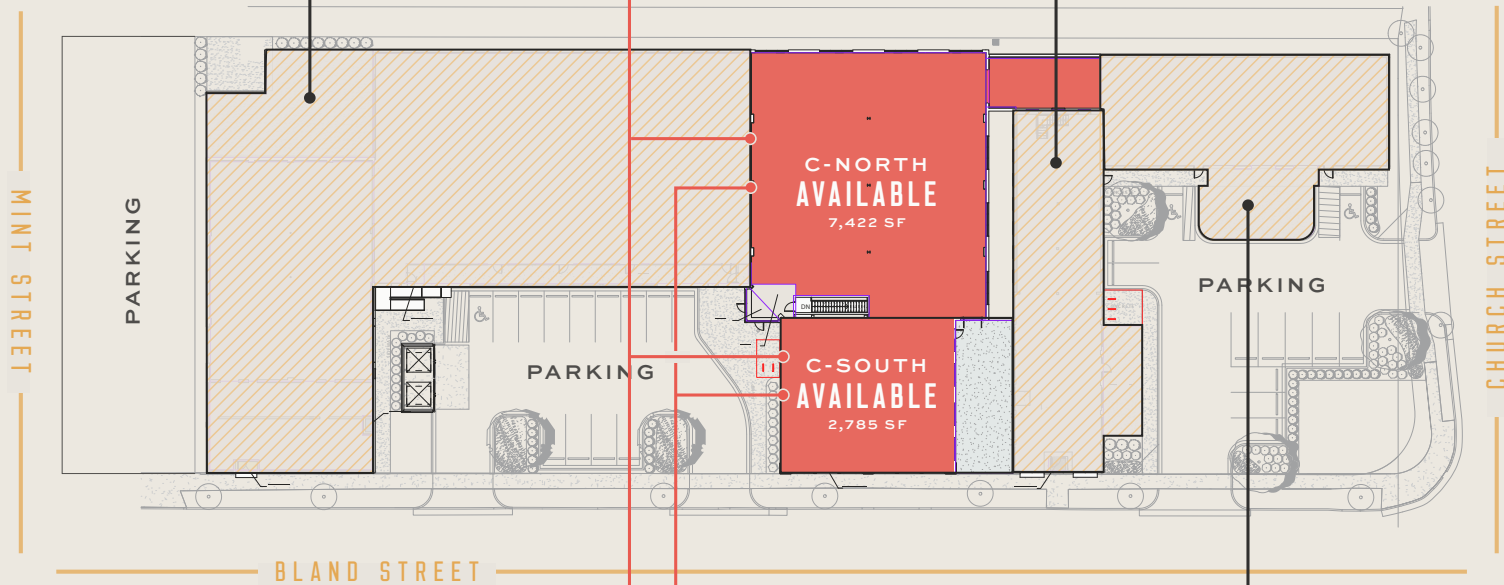 MINT STREET
PARKING
C-NORTH
AVAILABLE
7,422 SF
DN
PARKING
C-SOUTH
AVAILABLE
2,785 SF
PARKING
CHURCH STREET
BLAND STREET